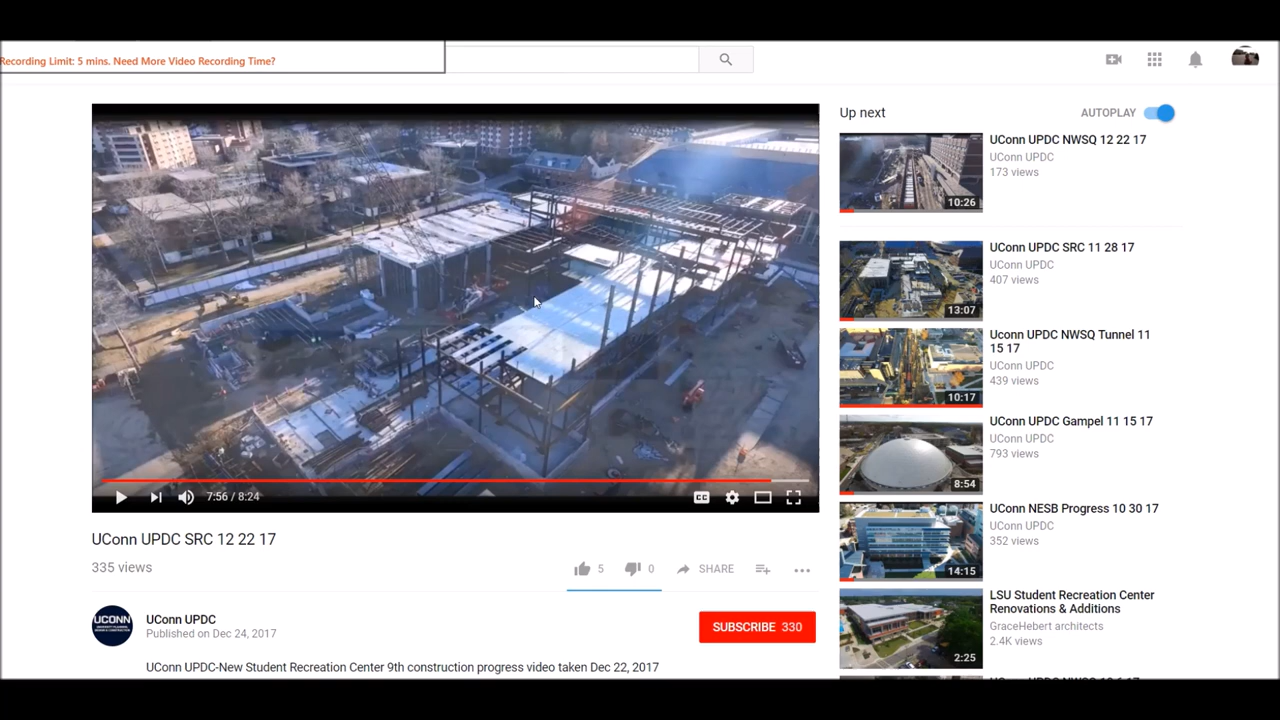 Recording Limit: 5 mins. Need More Video Recording Time?
Up next
AUTOPLAY
UConn UPDC NWSQ 12 22 17
UConn UPDC
173 views
10:26
UConn UPDC SRC 11 28 17
UConn UPDC
407 views
13:07
Uconn UPDC NWSQ Tunnel 11
15 17
UConn UPDC
439 views
10:17
UConn UPDC Gampel 11 15 17
UConn UPDC
793 views
8:54
UConn NESB Progress 10 30 17
UConn UPDC
352 views
14:15
LSU Student Recreation Center
Renovations & Additions
GraceHebert architects
2.4K views
2:25
7:56 / 8:24
CC
UConn UPDC SRC 12 22 17
335 views
5
0
SHARE
UCONN
UConn UPDC
Published on Dec 24, 2017
SUBSCRIBE 330
UConn UPDC-New Student Recreation Center 9th construction progress video taken Dec 22, 2017